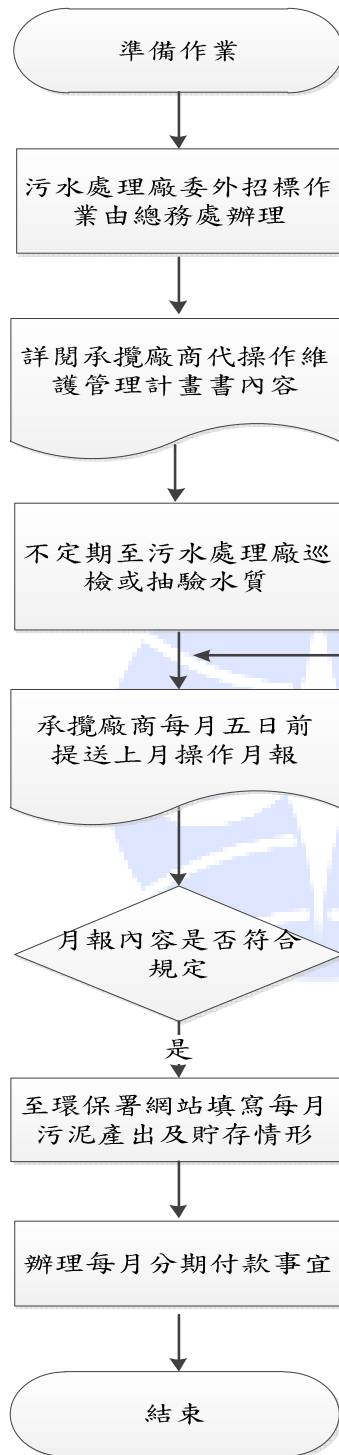 準備作業
污水處理廠委外招標作
業由總務處辦理
詳閱承攬廠商代操作維
護管理計畫書內容
不定期至污水處理廠巡
檢或抽驗水質
承攬廠商每月五日前
提送上月操作月報
月報內容是否符合
規定
是
至環保署網站填寫每月
污泥產出及貯存情形
辦理每月分期付款事宜
結束